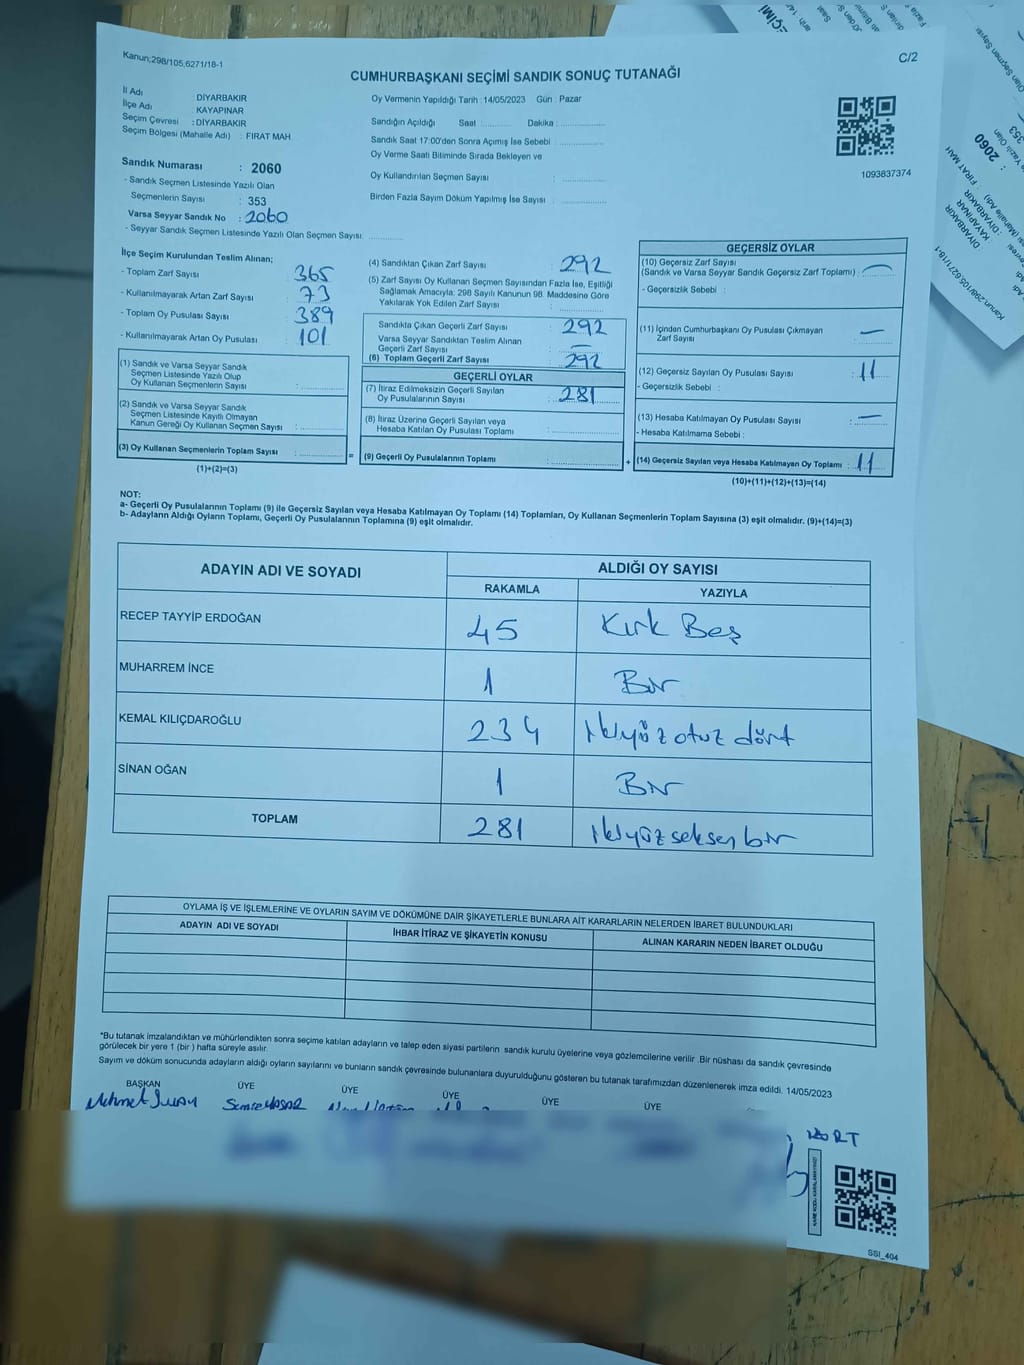 Kanun;298/105,6271/18-1
C/2
CUMHURBAŞKANI SEÇİMİ SANDIK SONUÇ TUTANAĞI
İl Adı DİYARBAKIR
İlçe Adı KAYAPINAR
Seçim Çevresi : DİYARBAKIR
Seçim Bölgesi (Mahalle Adı) : FIRAT MAH
Sandık Numarası : 2060
- Sandık Seçmen Listesinde Yazılı Olan
Seçmenlerin Sayısı : 353
Varsa Seyyar Sandık No : 2060
- Seyyar Sandık Seçmen Listesinde Yazılı Olan Seçmen Sayısı:
Oy Vermenin Yapıldığı Tarih : 14/05/2023 Gün : Pazar
Sandığın Açıldığı Saat : Dakika :
Sandık Saat 17:00'den Sonra Açımış İse Sebebi :
Oy Verme Saati Bitiminde Sırada Bekleyen ve
Oy Kullandırılan Seçmen Sayısı :
Birden Fazla Sayım Döküm Yapılmış İse Sayısı :
1093837374
İlçe Seçim Kurulundan Teslim Alınan;
- Toplam Zarf Sayısı : 365
- Kullanılmayarak Artan Zarf Sayısı : 73
- Toplam Oy Pusulası Sayısı : 389
- Kullanılmayarak Artan Oy Pusulası : 101
(1) Sandık ve Varsa Seyyar Sandık
Seçmen Listesinde Yazılı Olup
Oy Kullanan Seçmenlerin Sayısı :
(2) Sandık ve Varsa Seyyar Sandık
Seçmen Listesinde Kayıtlı Olmayan
Kanun Gereği Oy Kullanan Seçmen Sayısı :
(3) Oy Kullanan Seçmenlerin Toplam Sayısı :
(1)+(2)=(3)
(4) Sandıktan Çıkan Zarf Sayısı : 292
(5) Zarf Sayısı Oy Kullanan Seçmen Sayısından Fazla İse, Eşitliği
Sağlamak Amacıyla; 298 Sayılı Kanunun 98. Maddesine Göre
Yakılarak Yok Edilen Zarf Sayısı :
Sandıkta Çıkan Geçerli Zarf Sayısı : 292
Varsa Seyyar Sandıktan Teslim Alınan
Geçerli Zarf Sayısı : —
(6) Toplam Geçerli Zarf Sayısı : 292
GEÇERLİ OYLAR
(7) İtiraz Edilmeksizin Geçerli Sayılan
Oy Pusulalarının Sayısı : 281
(8) İtiraz Üzerine Geçerli Sayılan veya
Hesaba Katılan Oy Pusulası Toplamı :
= (9) Geçerli Oy Pusulalarının Toplamı :
GEÇERSİZ OYLAR
(10) Geçersiz Zarf Sayısı
(Sandık ve Varsa Seyyar Sandık Geçersiz Zarf Toplamı) : —
- Geçersizlik Sebebi :
(11) İçinden Cumhurbaşkanı Oy Pusulası Çıkmayan
Zarf Sayısı : —
(12) Geçersiz Sayılan Oy Pusulası Sayısı : 11
- Geçersizlik Sebebi :
(13) Hesaba Katılmayan Oy Pusulası Sayısı : —
- Hesaba Katılmama Sebebi :
+ (14) Geçersiz Sayılan veya Hesaba Katılmayan Oy Toplamı : 11
(10)+(11)+(12)+(13)=(14)
NOT:
a- Geçerli Oy Pusulalarının Toplamı (9) ile Geçersiz Sayılan veya Hesaba Katılmayan Oy Toplamı (14) Toplamları, Oy Kullanan Seçmenlerin Toplam Sayısına (3) eşit olmalıdır. (9)+(14)=(3)
b- Adayların Aldığı Oyların Toplamı, Geçerli Oy Pusulalarının Toplamına (9) eşit olmalıdır.
ADAYIN ADI VE SOYADI
ALDIĞI OY SAYISI
RAKAMLA YAZIYLA
RECEP TAYYİP ERDOĞAN 45 Kırk Beş
MUHARREM İNCE 1 Bir
KEMAL KILIÇDAROĞLU 234 İkiyüz otuz dört
SİNAN OĞAN 1 Bir
TOPLAM 281 İkiyüz seksen bir
OYLAMA İŞ VE İŞLEMLERİNE VE OYLARIN SAYIM VE DÖKÜMÜNE DAİR ŞİKAYETLERLE BUNLARA AİT KARARLARIN NELERDEN İBARET BULUNDUKLARI
ADAYIN ADI VE SOYADI İHBAR İTİRAZ VE ŞİKAYETİN KONUSU ALINAN KARARIN NEDEN İBARET OLDUĞU
*Bu tutanak imzalandıktan ve mühürlendikten sonra seçime katılan adayların ve talep eden siyasi partilerin sandık kurulu üyelerine veya gözlemcilerine verilir .Bir nüshası da sandık çevresinde
görülecek bir yere 1 (bir ) hafta süreyle asılır.
Sayım ve döküm sonucunda adayların aldığı oyların sayılarını ve bunların sandık çevresinde bulunanlara duyurulduğunu gösteren bu tutanak tarafımızdan düzenlenerek imza edildi. 14/05/2023
BAŞKAN ÜYE ÜYE ÜYE ÜYE ÜYE
Mehmet
SSI_404